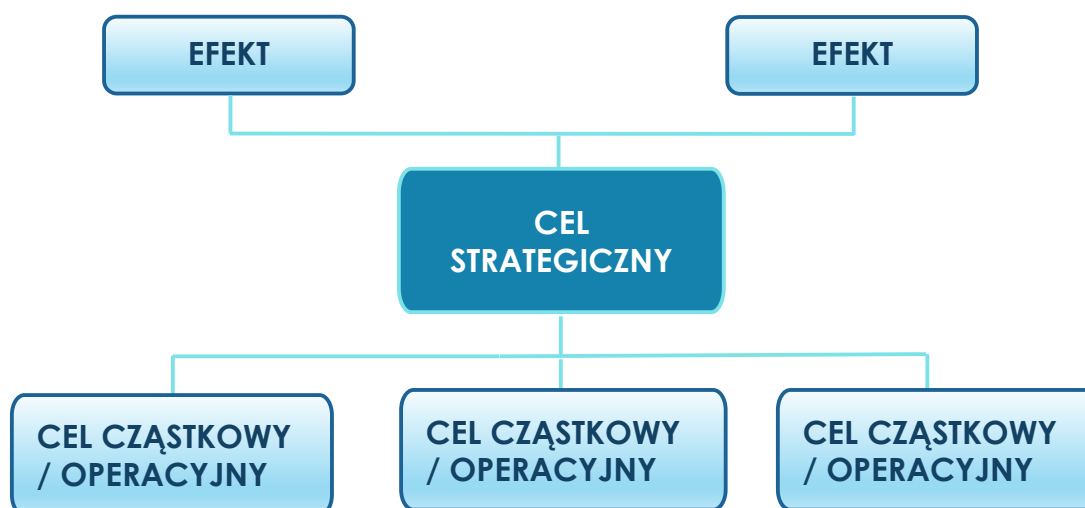 EFEKT
EFEKT
CEL
STRATEGICZNY
CEL CZĄSTKOWY
/ OPERACYJNY
CEL CZĄSTKOWY
/ OPERACYJNY
CEL CZĄSTKOWY
/ OPERACYJNY